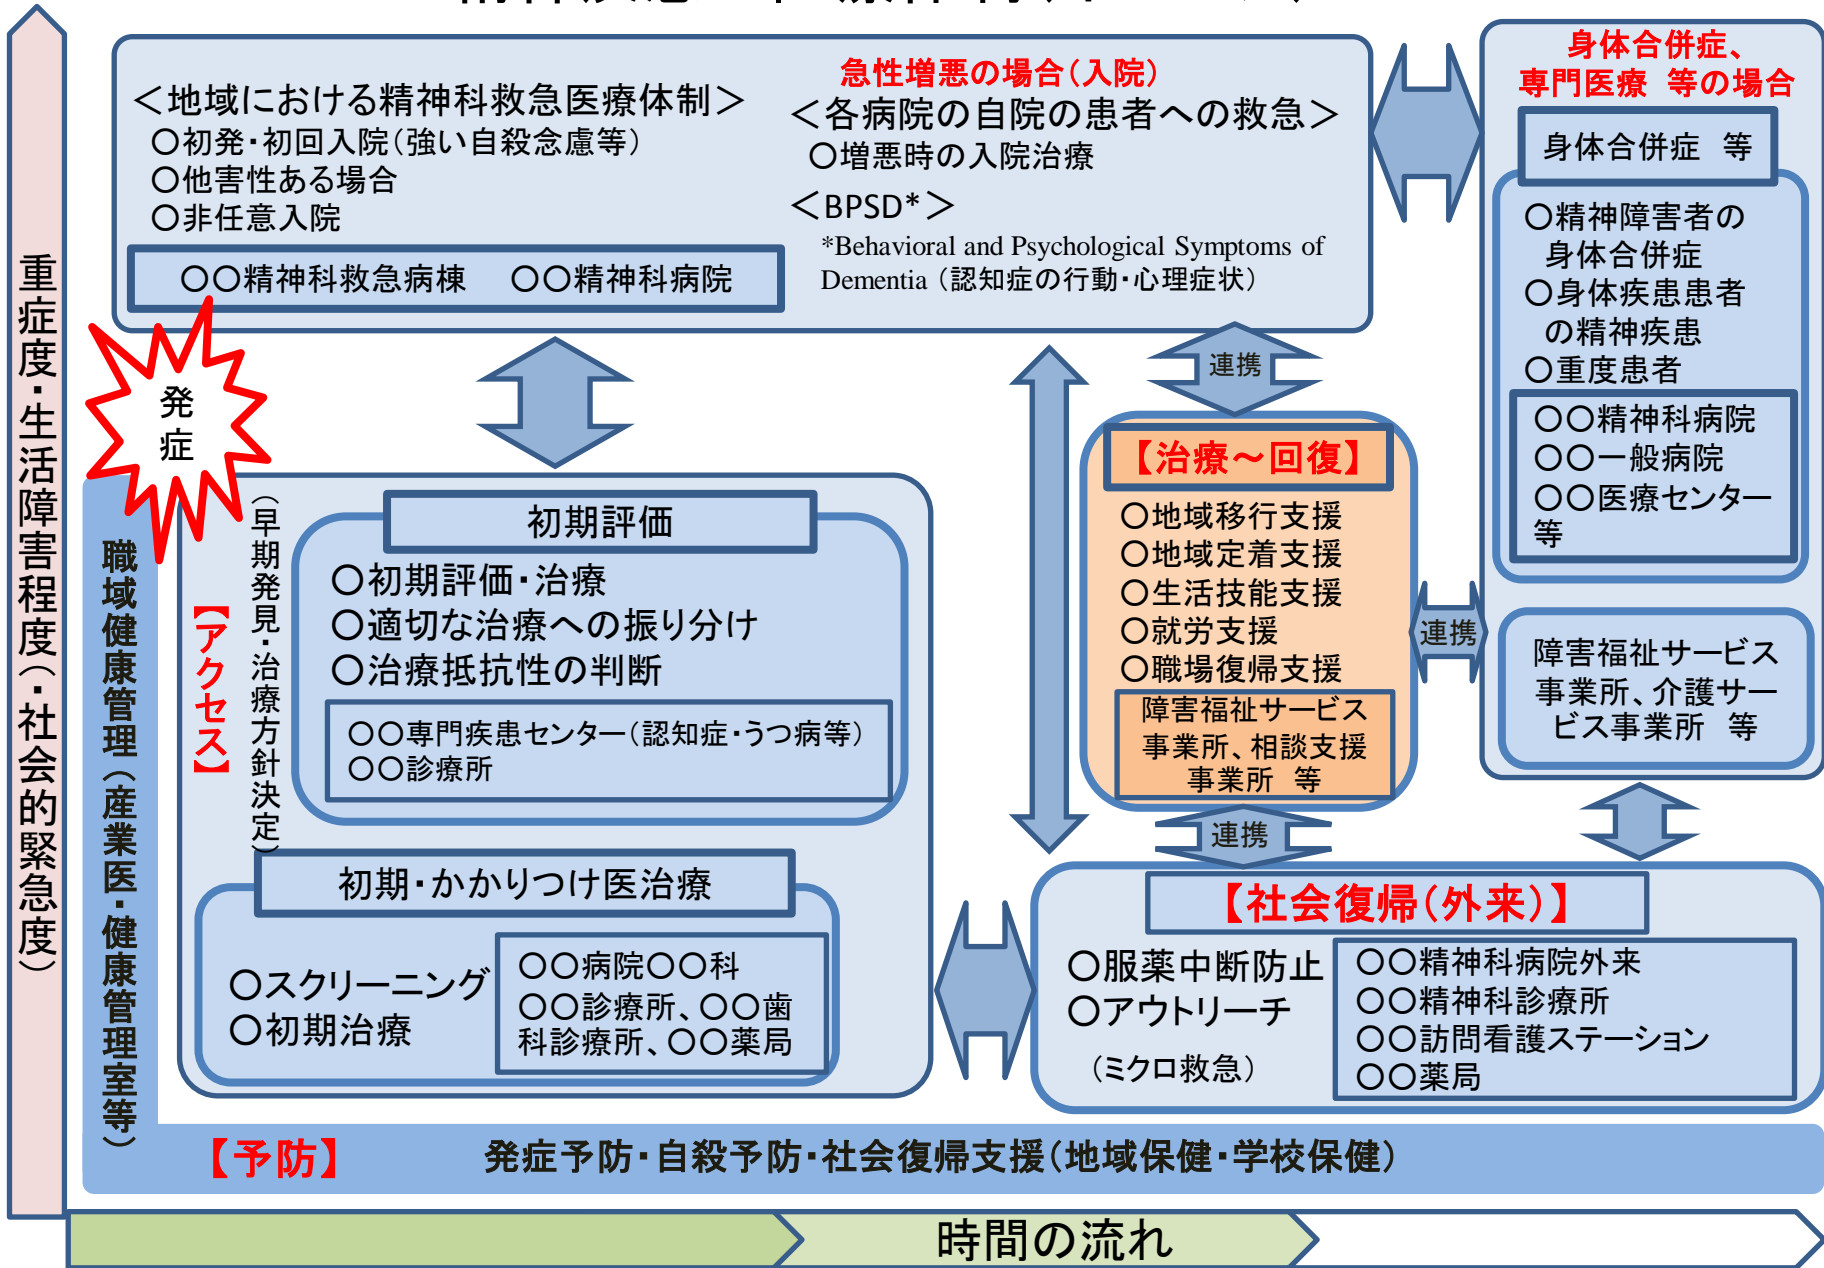 急性増悪の場合(入院)
<地域における精神科救急医療体制>
○初発・初回入院(強い自殺念慮等)
○他害性ある場合
○非任意入院
○○精神科救急病棟　○○精神科病院
<各病院の自院の患者への救急>
○増悪時の入院治療
<BPSD*>
*Behavioral and Psychological Symptoms of
Dementia(認知症の行動・心理症状)
身体合併症、
専門医療 等の場合
身体合併症 等
○精神障害者の
身体合併症
○身体疾患患者
の精神疾患
○重度患者
○○精神科病院
○○一般病院
○○医療センター
等
障害福祉サービス
事業所、介護サー
ビス事業所 等
重症度・生活障害程度(・社会的緊急度)
発
症
職域健康管理(産業医・健康管理室等)
【アクセス】
(早期発見・治療方針決定)
初期評価
○初期評価・治療
○適切な治療への振り分け
○治療抵抗性の判断
○○専門疾患センター(認知症・うつ病等)
○○診療所
初期・かかりつけ医治療
○スクリーニング
○初期治療
○○病院○○科
○○診療所、○○歯
科診療所、○○薬局
連携
【治療～回復】
○地域移行支援
○地域定着支援
○生活技能支援
○就労支援
○職場復帰支援
障害福祉サービス
事業所、相談支援
事業所 等
連携
連携
【社会復帰(外来)】
○服薬中断防止
○アウトリーチ
(ミクロ救急)
○○精神科病院外来
○○精神科診療所
○○訪問看護ステーション
○○薬局
【予防】　発症予防・自殺予防・社会復帰支援(地域保健・学校保健)
時間の流れ